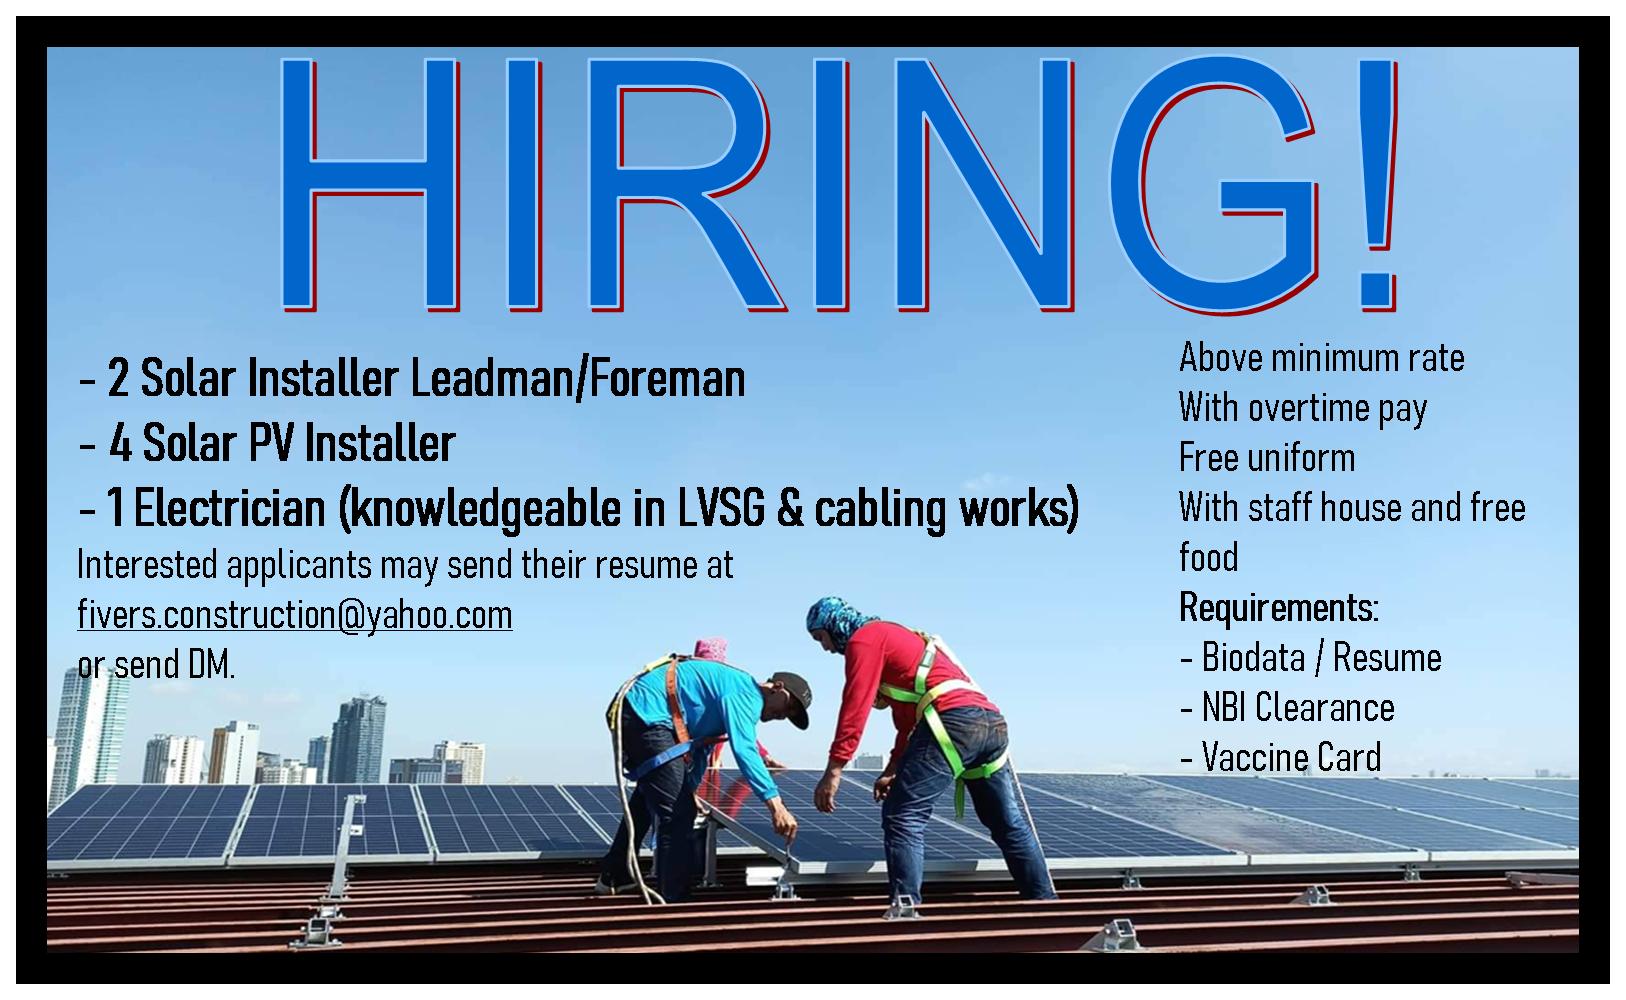 HIRING!
- 2 Solar Installer Leadman/Foreman
- 4 Solar PV Installer
- 1 Electrician (knowledgeable in LVSG & cabling works)
Interested applicants may send their resume at
fivers.construction@yahoo.com
or send DM.
Above minimum rate
With overtime pay
Free uniform
With staff house and free
food
Requirements:
- Biodata / Resume
- NBI Clearance
- Vaccine Card